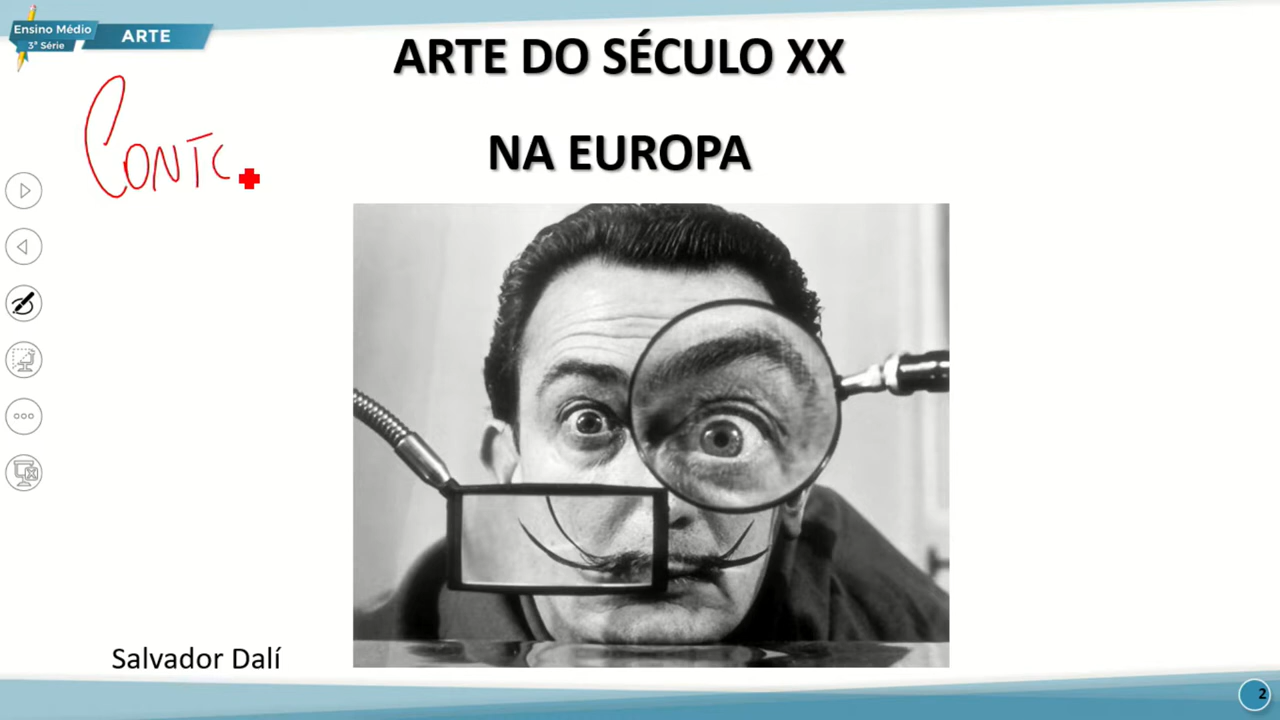 Ensino Médio
3ª Série
ARTE
ARTE DO SÉCULO XX
NA EUROPA
CONTC
Salvador Dalí
2